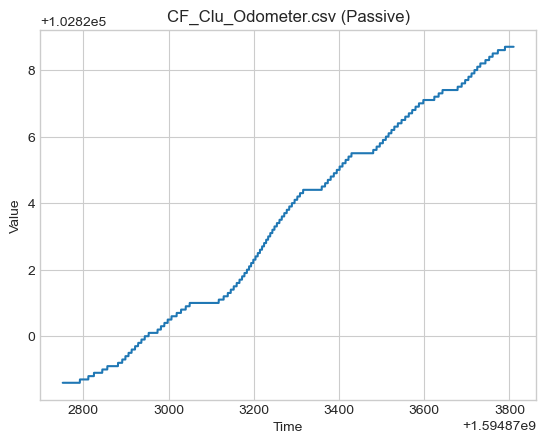 CF_Clu_Odometer.csv (Passive)
+1.0282e5
8
6
4
2
0
Value
2800 3000 3200 3400 3600 3800
Time
+1.59487e9